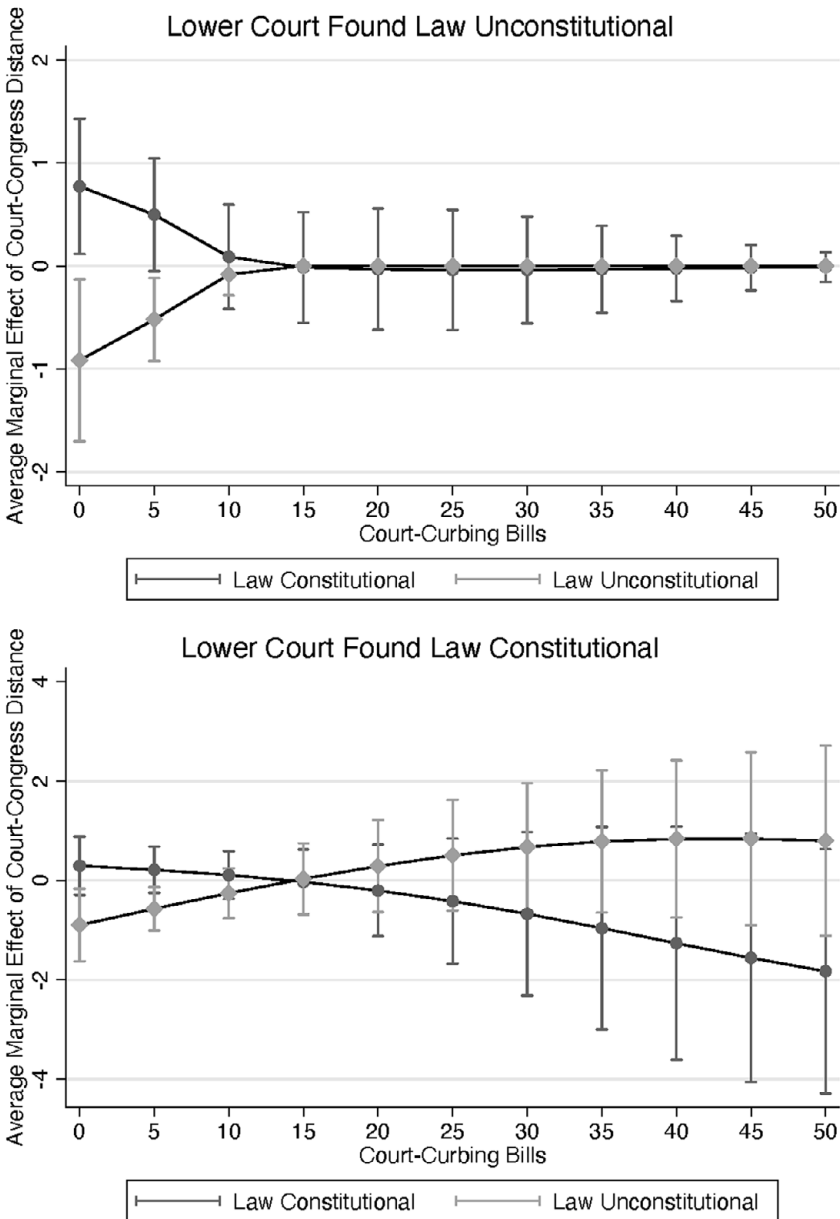 Lower Court Found Law Unconstitutional
Average Marginal Effect of Court-Congress Distance
2
1
0
-1
-2
0 5 10 15 20 25 30 35 40 45 50
Court-Curbing Bills
Law Constitutional Law Unconstitutional
Lower Court Found Law Constitutional
Average Marginal Effect of Court-Congress Distance
4
2
0
-2
-4
0 5 10 15 20 25 30 35 40 45 50
Court-Curbing Bills
Law Constitutional Law Unconstitutional